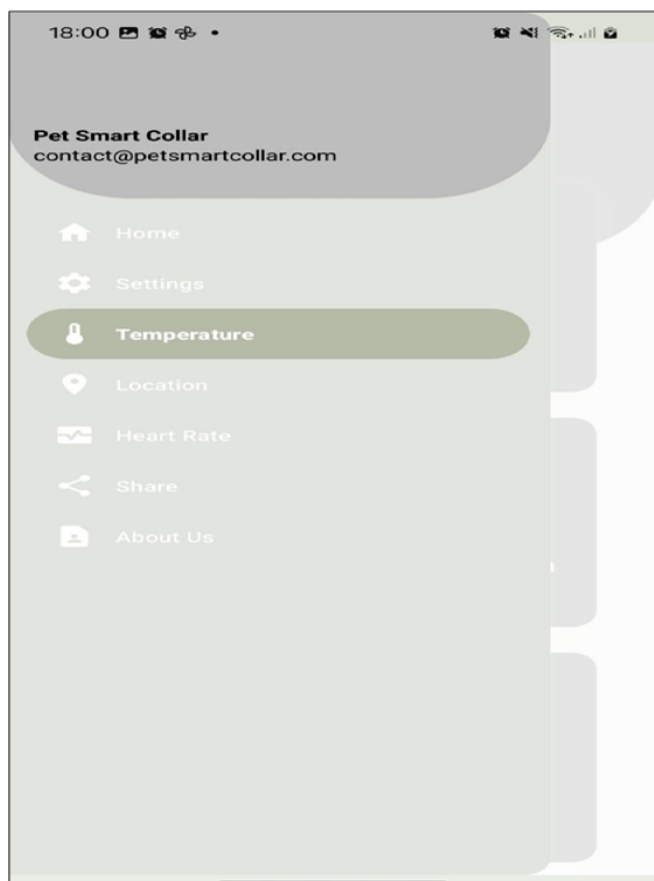 18:00
Pet Smart Collar
contact@petsmartcollar.com
Home
Settings
Temperature
Location
Heart Rate
Share
About Us